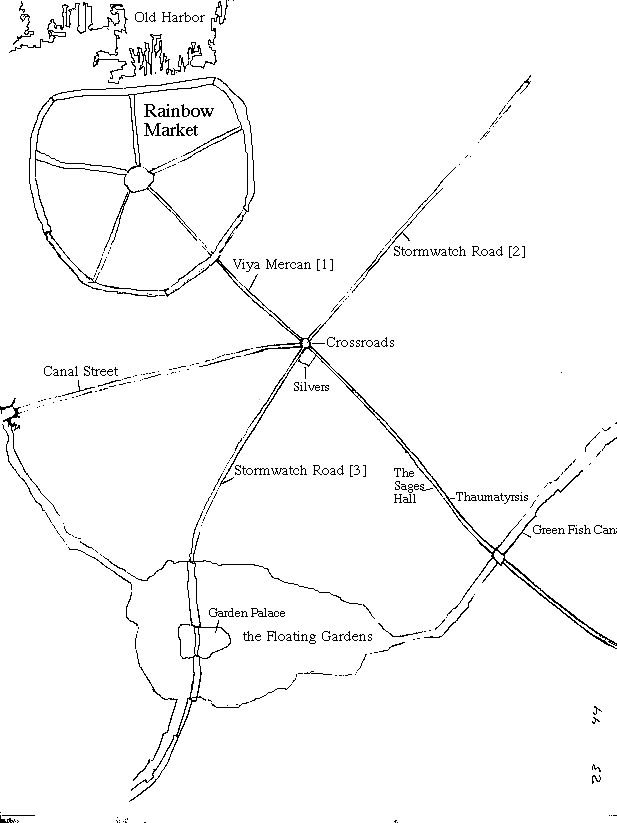 Old Harbor
Rainbow
Market
Stormwatch Road [2]
Viya Mercan [1]
Crossroads
Canal Street
Silvers
Stormwatch Road [3]
The
Sages
Hall
Thaumatyrsis
Green Fish Cana
Garden Palace
the Floating Gardens
44
23